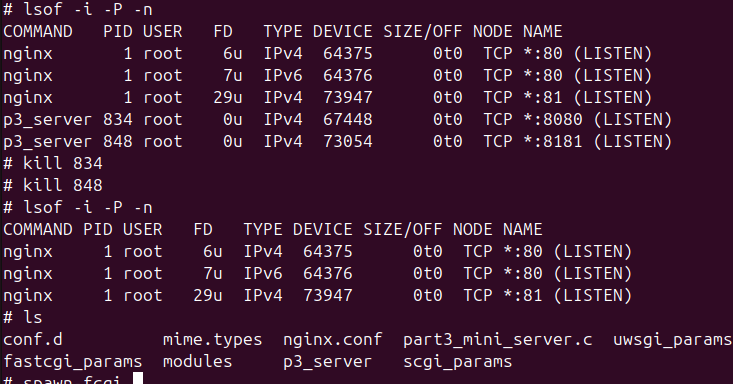 # lsof -i -P -n
COMMAND   PID USER   FD   TYPE DEVICE SIZE/OFF NODE NAME
nginx       1 root    6u  IPv4  64375      0t0  TCP *:80 (LISTEN)
nginx       1 root    7u  IPv6  64376      0t0  TCP *:80 (LISTEN)
nginx       1 root   29u  IPv4  73947      0t0  TCP *:81 (LISTEN)
p3_server 834 root    0u  IPv4  67448      0t0  TCP *:8080 (LISTEN)
p3_server 848 root    0u  IPv4  73054      0t0  TCP *:8181 (LISTEN)
# kill 834
# kill 848
# lsof -i -P -n
COMMAND PID USER   FD   TYPE DEVICE SIZE/OFF NODE NAME
nginx     1 root    6u  IPv4  64375      0t0  TCP *:80 (LISTEN)
nginx     1 root    7u  IPv6  64376      0t0  TCP *:80 (LISTEN)
nginx     1 root   29u  IPv4  73947      0t0  TCP *:81 (LISTEN)
# ls
conf.d          mime.types  nginx.conf  part3_mini_server.c  uwsgi_params
fastcgi_params  modules     p3_server   scgi_params
# spawn fcgi